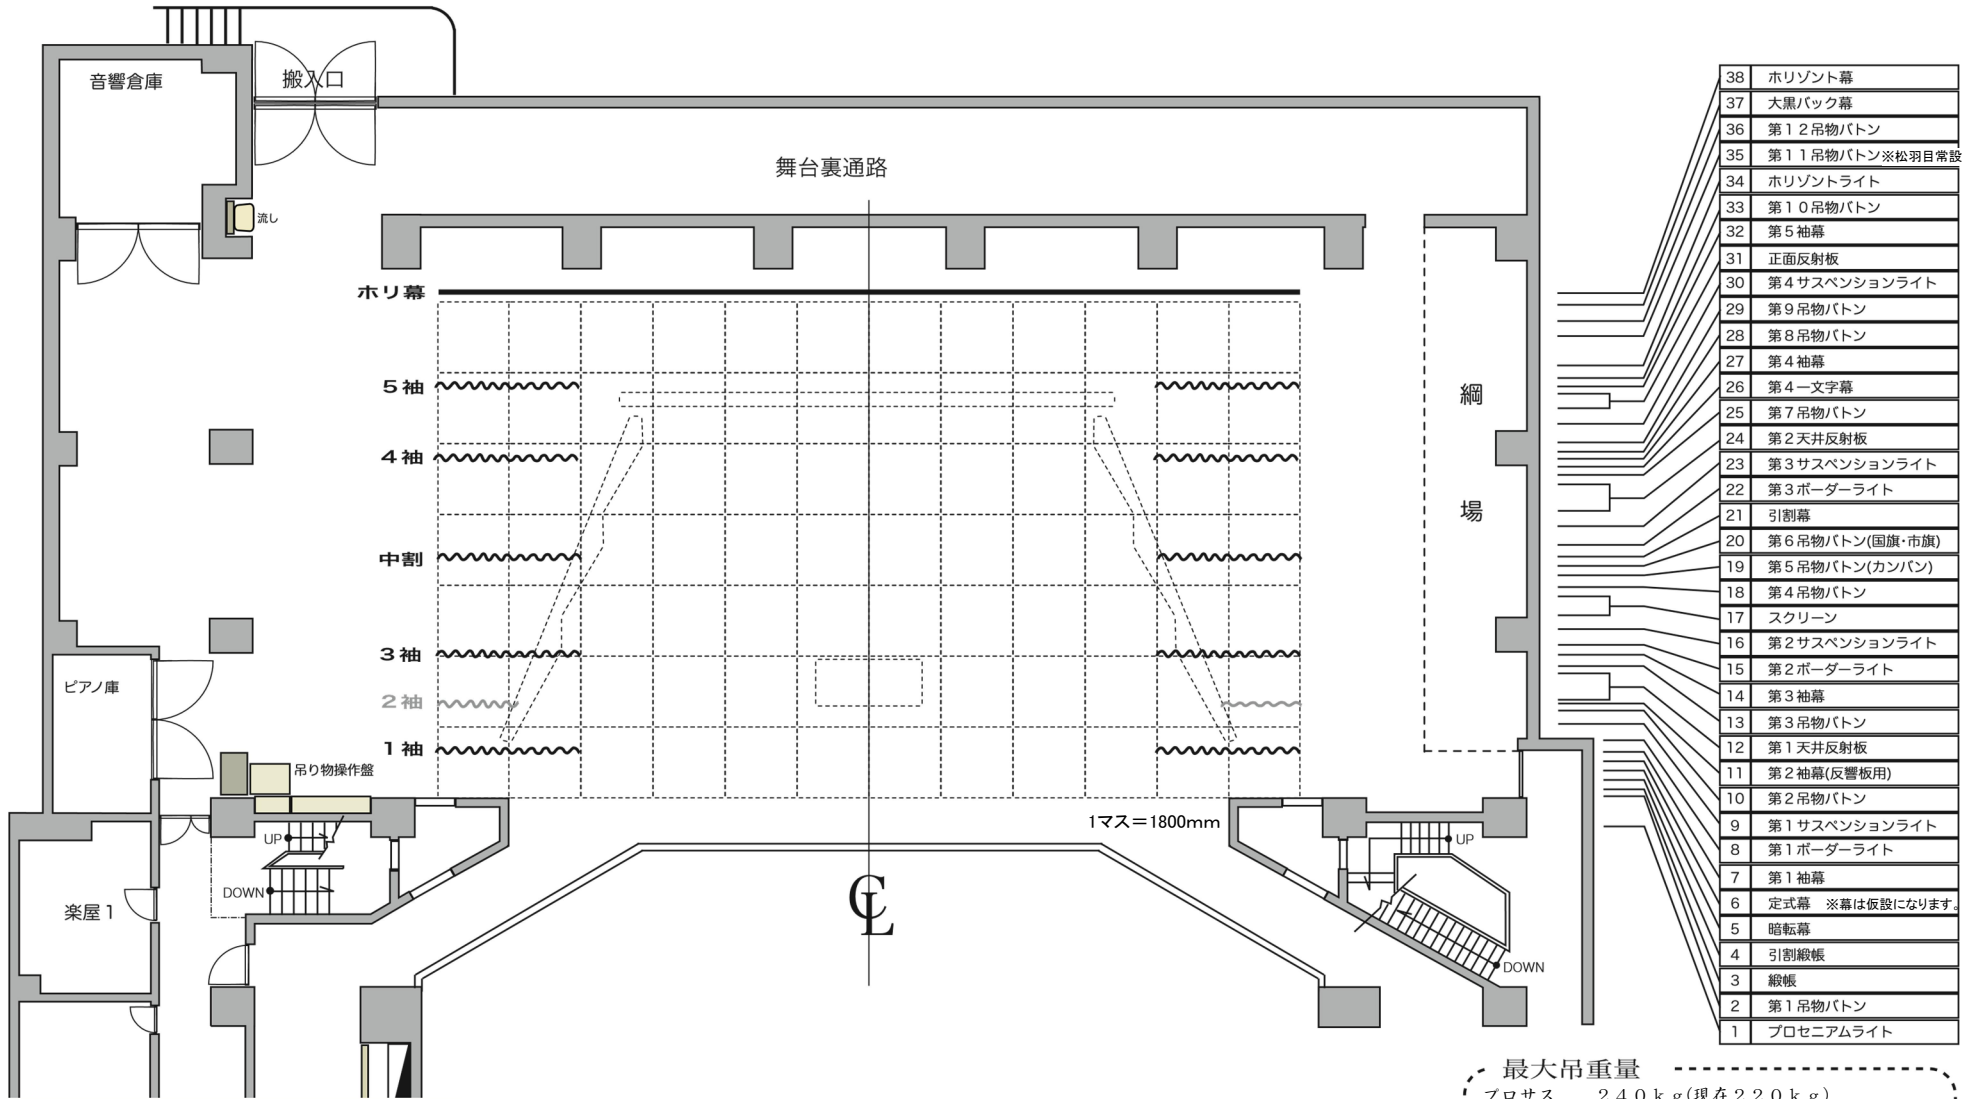 音響倉庫
搬入口
舞台裏通路
流し
ホリ幕
5袖
4袖
中割
3袖
2袖
1袖
綱
場
ピアノ庫
吊り物操作盤
UP
DOWN
楽屋1
1マス＝1800mm
CL
UP
DOWN
38 ホリゾント幕
37 大黒バック幕
36 第12吊物バトン
35 第11吊物バトン※松羽目常設
34 ホリゾントライト
33 第10吊物バトン
32 第5袖幕
31 正面反射板
30 第4サスペンションライト
29 第9吊物バトン
28 第8吊物バトン
27 第4袖幕
26 第4一文字幕
25 第7吊物バトン
24 第2天井反射板
23 第3サスペンションライト
22 第3ボーダーライト
21 引割幕
20 第6吊物バトン(国旗･市旗)
19 第5吊物バトン(カンバン)
18 第4吊物バトン
17 スクリーン
16 第2サスペンションライト
15 第2ボーダーライト
14 第3袖幕
13 第3吊物バトン
12 第1天井反射板
11 第2袖幕(反響板用)
10 第2吊物バトン
9 第1サスペンションライト
8 第1ボーダーライト
7 第1袖幕
6 定式幕 ※幕は仮設になります。
5 暗転幕
4 引割緞帳
3 緞帳
2 第1吊物バトン
1 プロセニアムライト
最大吊重量
プロサス 240kg(現在220kg)